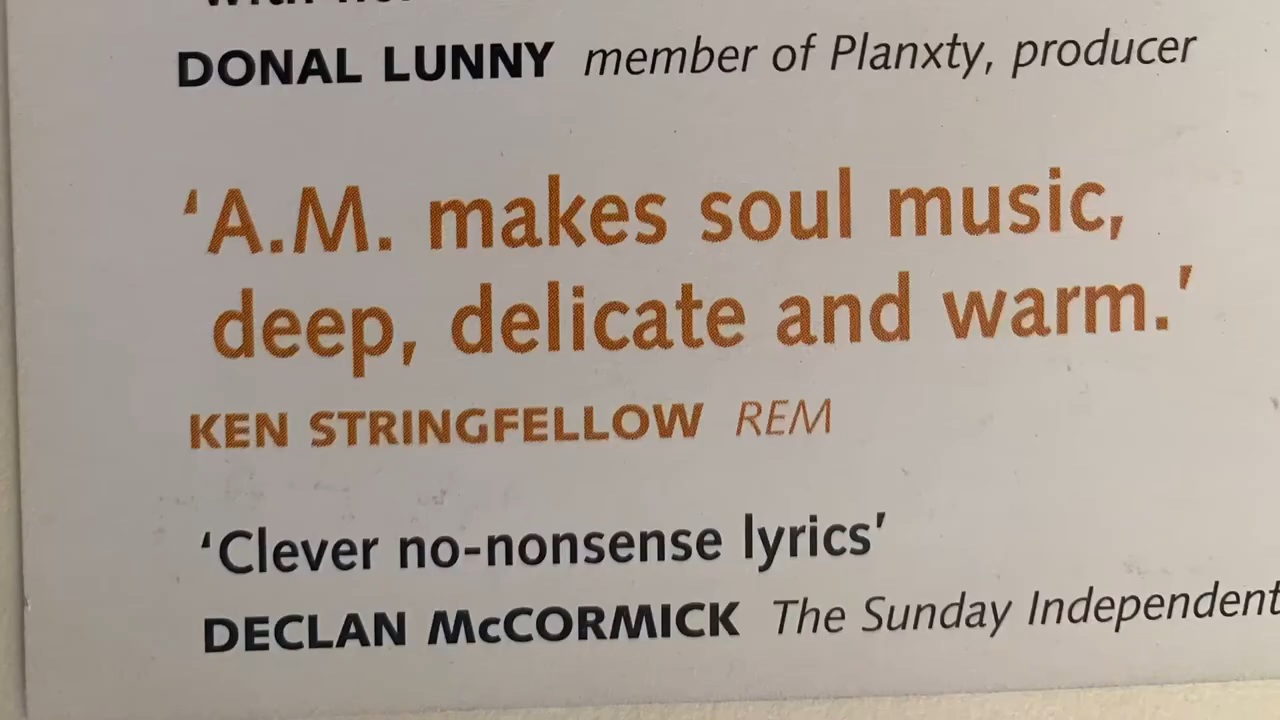 DONAL LUNNY member of Planxty, producer
‘A.M. makes soul music,
deep, delicate and warm.’
KEN STRINGFELLOW REM
‘Clever no-nonsense lyrics’
DECLAN McCORMICK The Sunday Independent